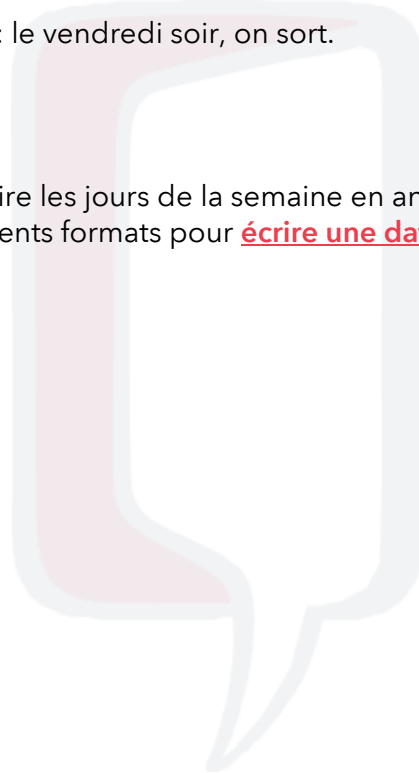 : le vendredi soir, on sort.
ire les jours de la semaine en an
ents formats pour écrire une da